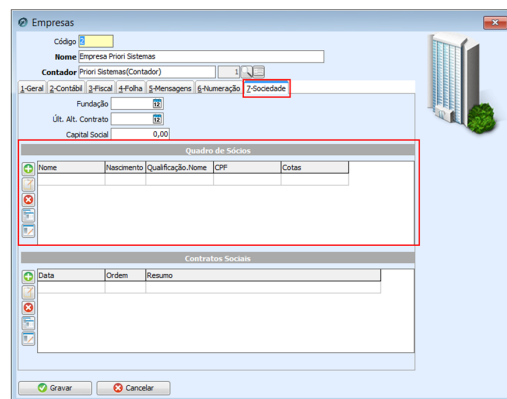 Empresas
Código 2
Nome Empresa Priori Sistemas
Contador Priori Sistemas(Contador) 1
1-Geral 2-Contábil 3-Fiscal 4-Folha 5-Mensagens 6-Numeração 7-Sociedade
Fundação
Últ. Alt. Contrato
Capital Social 0,00
Quadro de Sócios
Nome Nascimento Qualificação.Nome CPF Cotas
Contratos Sociais
Data Ordem Resumo
Gravar Cancelar